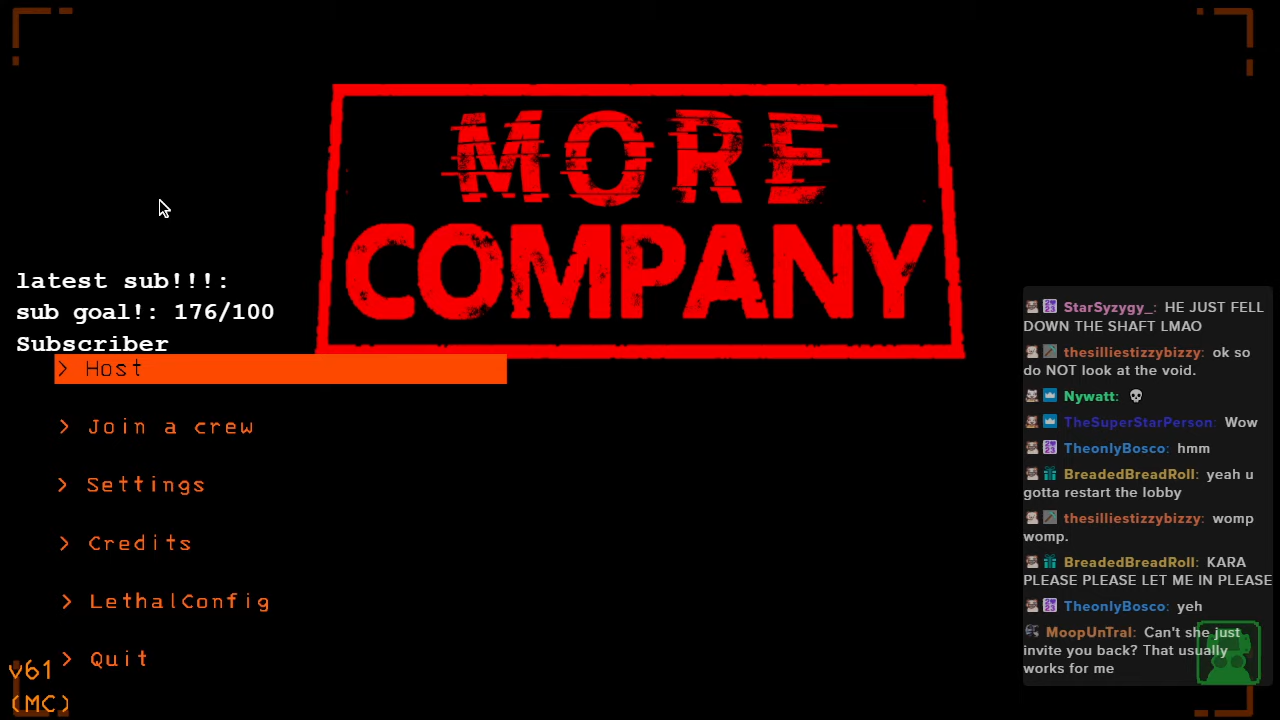 MORE
COMPANY
latest sub!!!:
sub goal!: 176/100
Subscriber
> Host
> Join a crew
> Settings
> Credits
> LethalConfig
> Quit
v61
(MC)
StarSyzygy_: HE JUST FELL
DOWN THE SHAFT LMAO
thesilliestizzybizzy: ok so
do NOT look at the void.
Nywatt: 💀
TheSuperStarPerson: Wow
TheonlyBosco: hmm
BreadedBreadRoll: yeah u
gotta restart the lobby
thesilliestizzybizzy: womp
womp.
BreadedBreadRoll: KARA
PLEASE PLEASE LET ME IN PLEASE
TheonlyBosco: yeh
MoopUnTral: Can't she just
invite you back? That usually
works for me